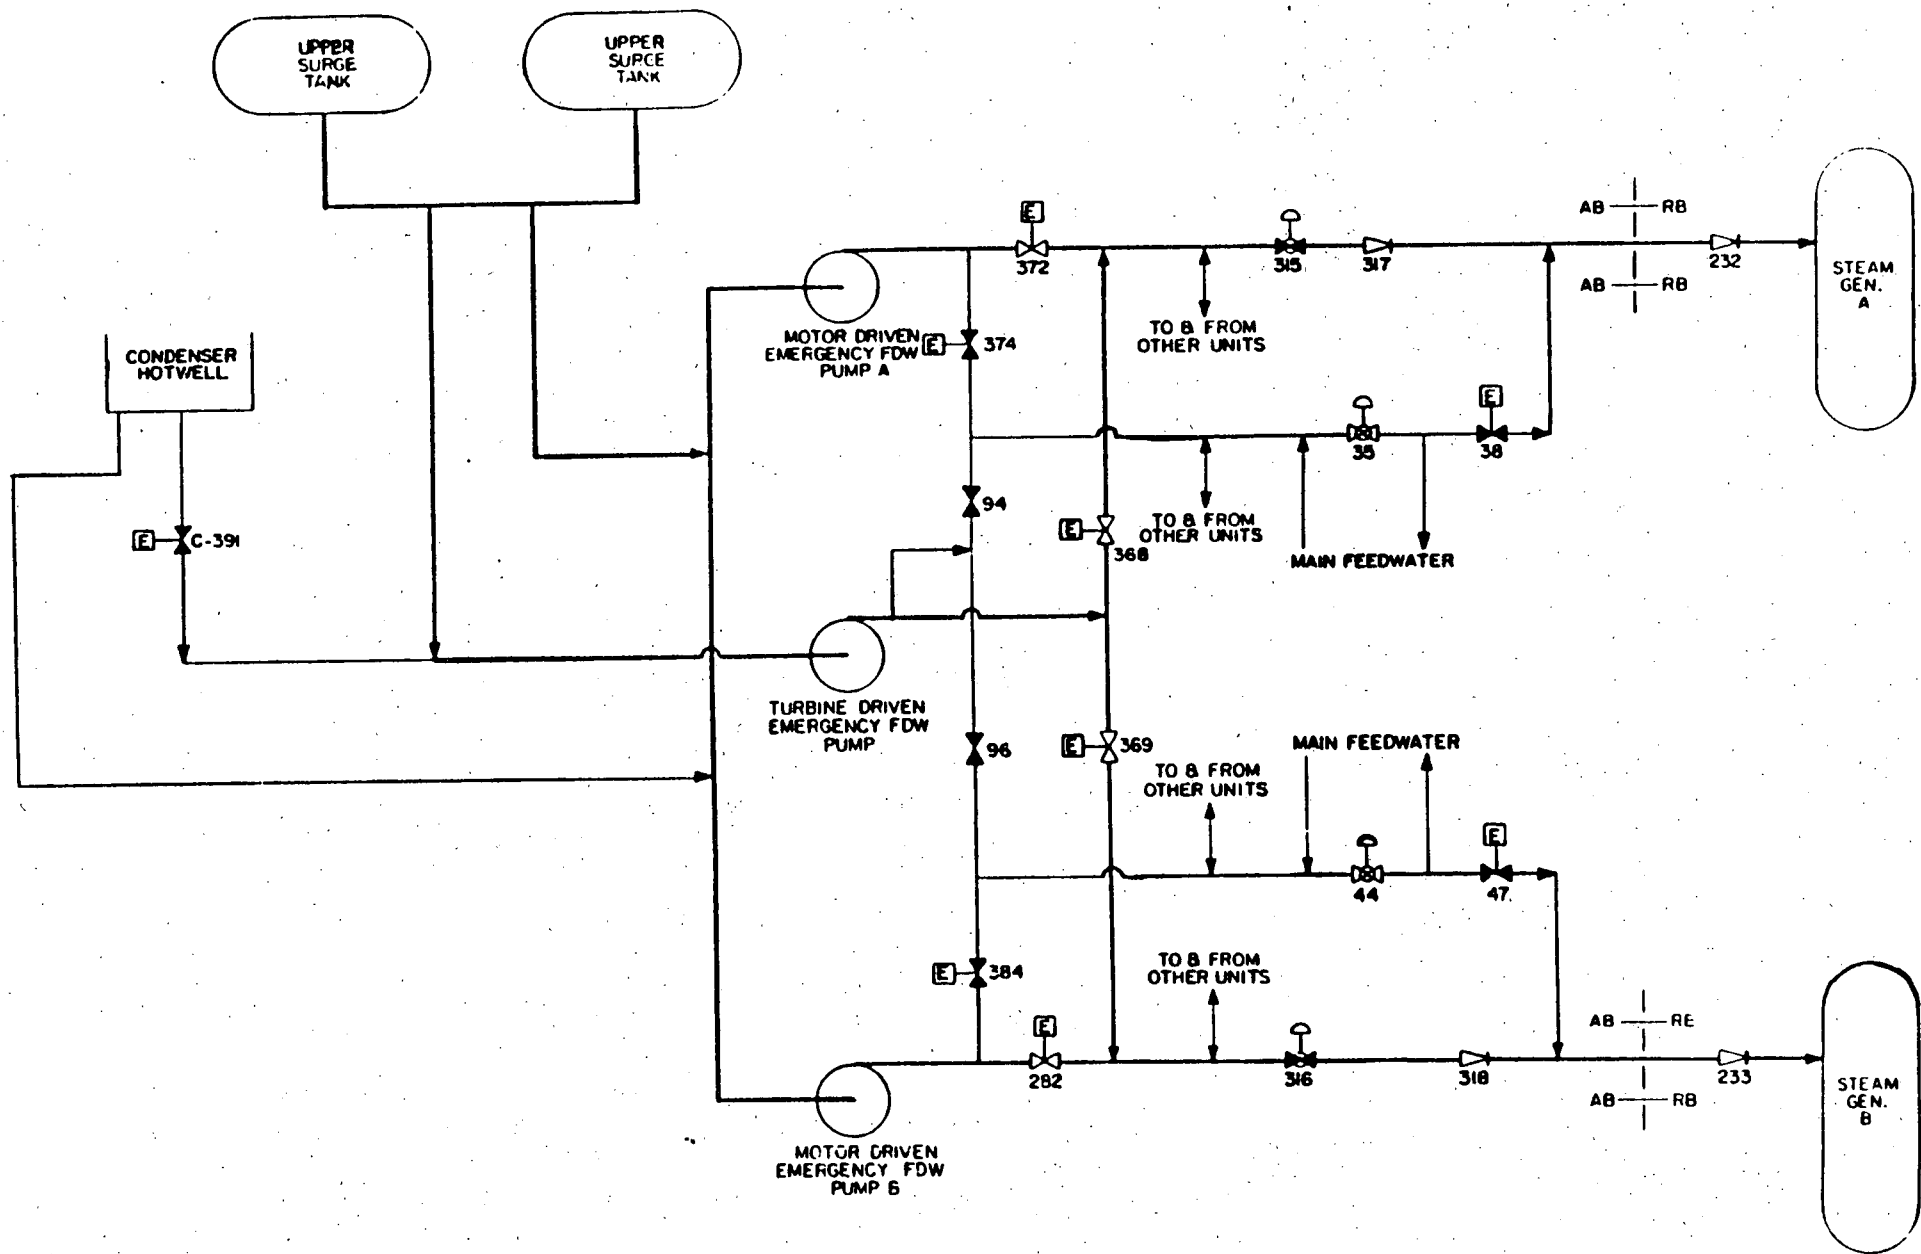 UPPER
SURGE
TANK
UPPER
SURGE
TANK
CONDENSER
HOTWELL
E
C-391
MOTOR DRIVEN
EMERGENCY FDW
PUMP A
E
372
E
374
315
317
AB
RB
AB
RB
232
STEAM
GEN.
A
TO & FROM
OTHER UNITS
35
E
38
94
TO & FROM
OTHER UNITS
E
368
MAIN FEEDWATER
TURBINE DRIVEN
EMERGENCY FDW
PUMP
96
E
369
MAIN FEEDWATER
TO & FROM
OTHER UNITS
44
E
47
E
384
TO & FROM
OTHER UNITS
E
282
316
318
AB
RB
AB
RB
233
STEAM
GEN.
B
MOTOR DRIVEN
EMERGENCY FDW
PUMP B